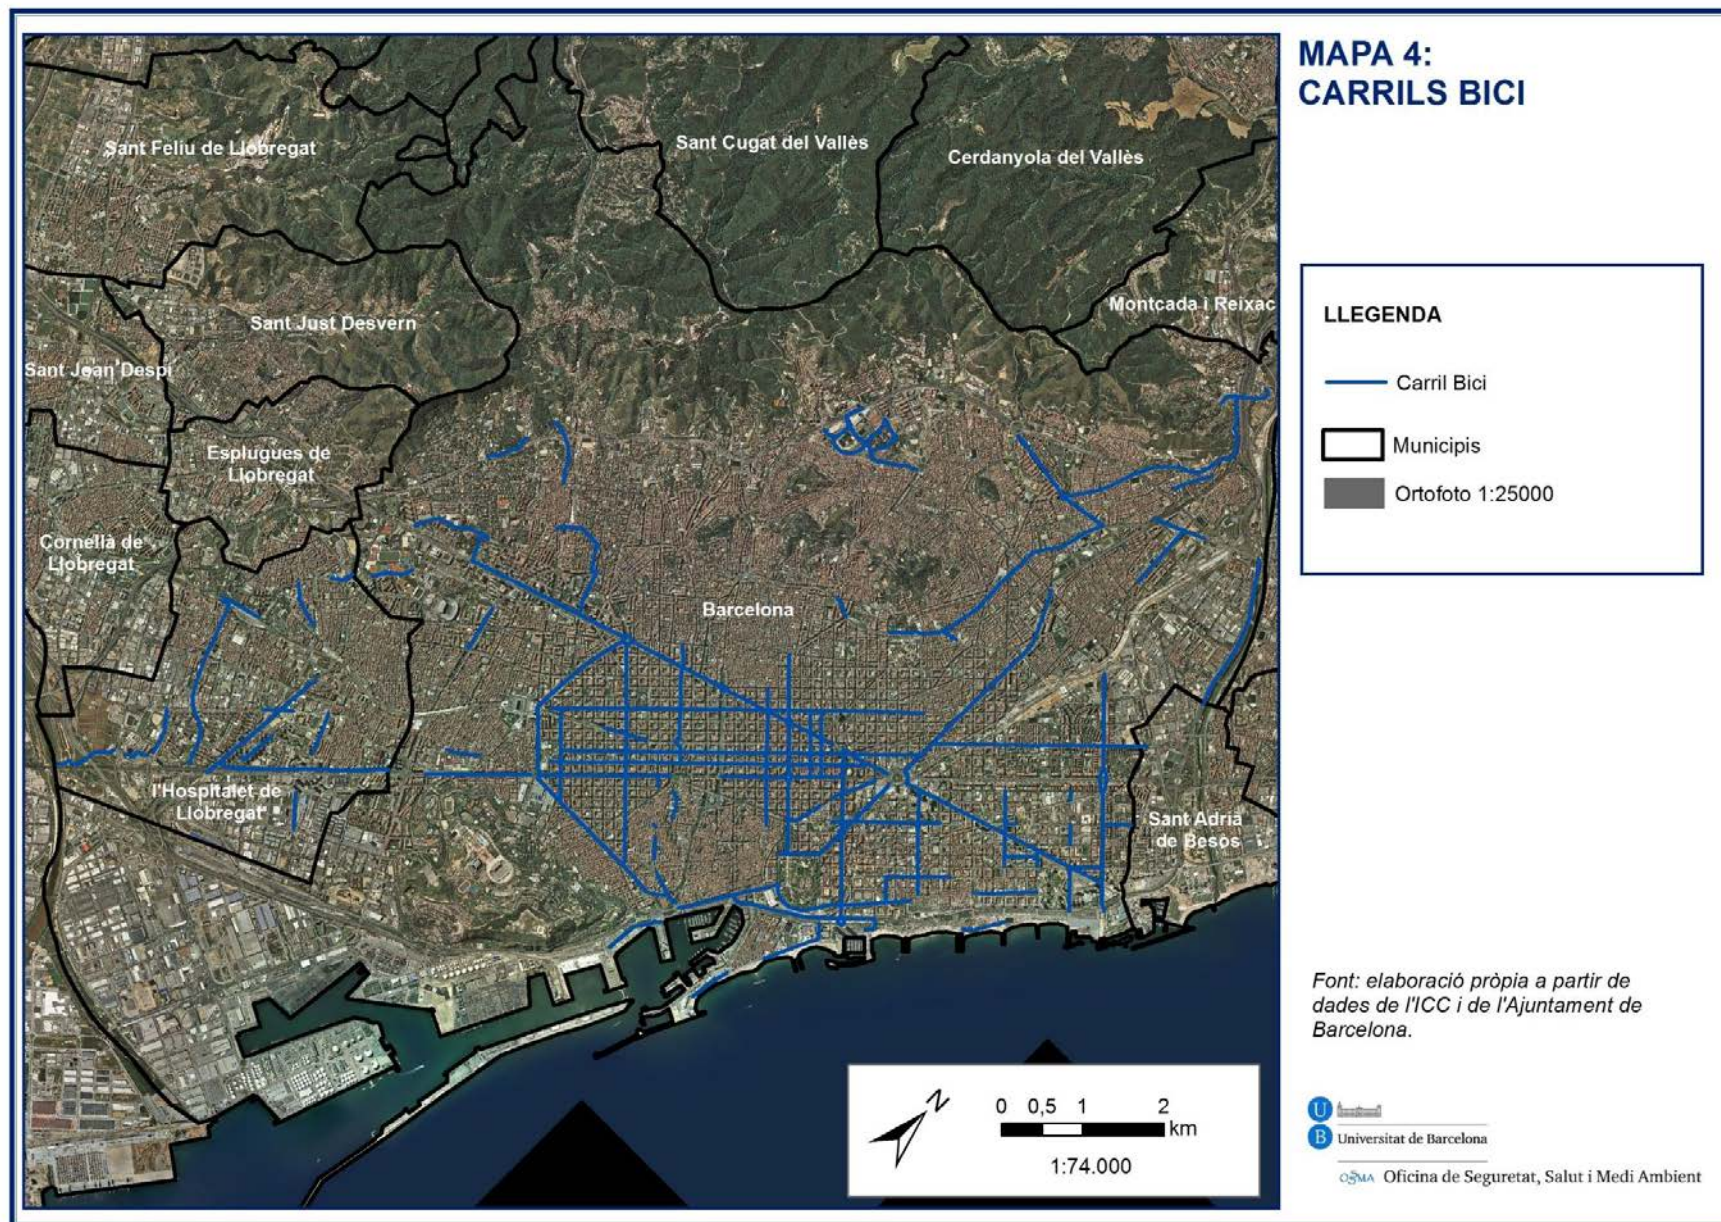 MAPA 4:
CARRILS BICI
Sant Feliu de Llobregat
Sant Cugat del Vallès
Cerdanyola del Vallès
Montcada i Reixac
Sant Just Desvern
Sant Joan Despí
Esplugues de
Llobregat
Cornellà de
Llobregat
Barcelona
l'Hospitalet de
Llobregat
Sant Adrià
de Besòs
LLEGENDA
Carril Bici
Municipis
Ortofoto 1:25000
Font: elaboració pròpia a partir de
dades de l'ICC i de l'Ajuntament de
Barcelona.
N
0 0,5 1 2
km
1:74.000
U
B Universitat de Barcelona
OSMA Oficina de Seguretat, Salut i Medi Ambient